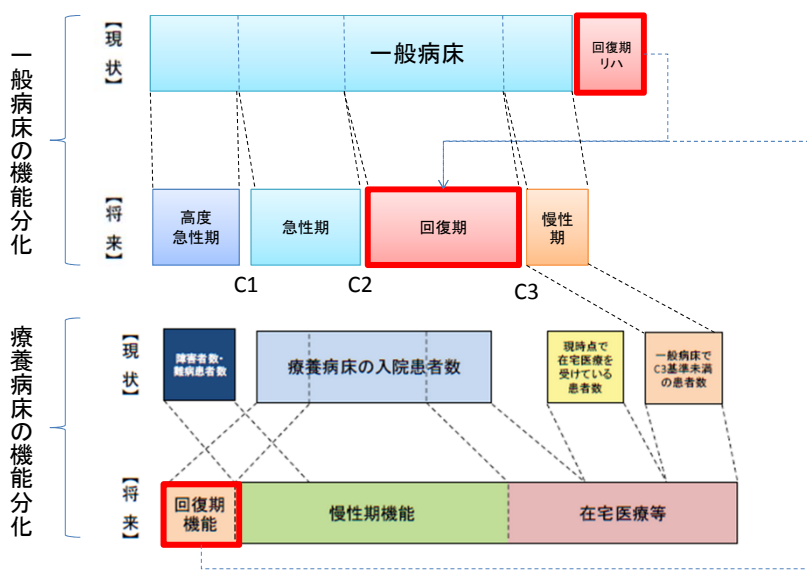 一般病床の機能分化
【現状】
一般病床
回復期
リハ
【将来】
高度
急性期
急性期
回復期
慢性
期
C1
C2
C3
療養病床の機能分化
【現状】
障害者数・
難病患者数
療養病床の入院患者数
現時点で
在宅医療を
受けている
患者数
一般病床で
C3基準未満
の患者数
【将来】
回復期
機能
慢性期機能
在宅医療等